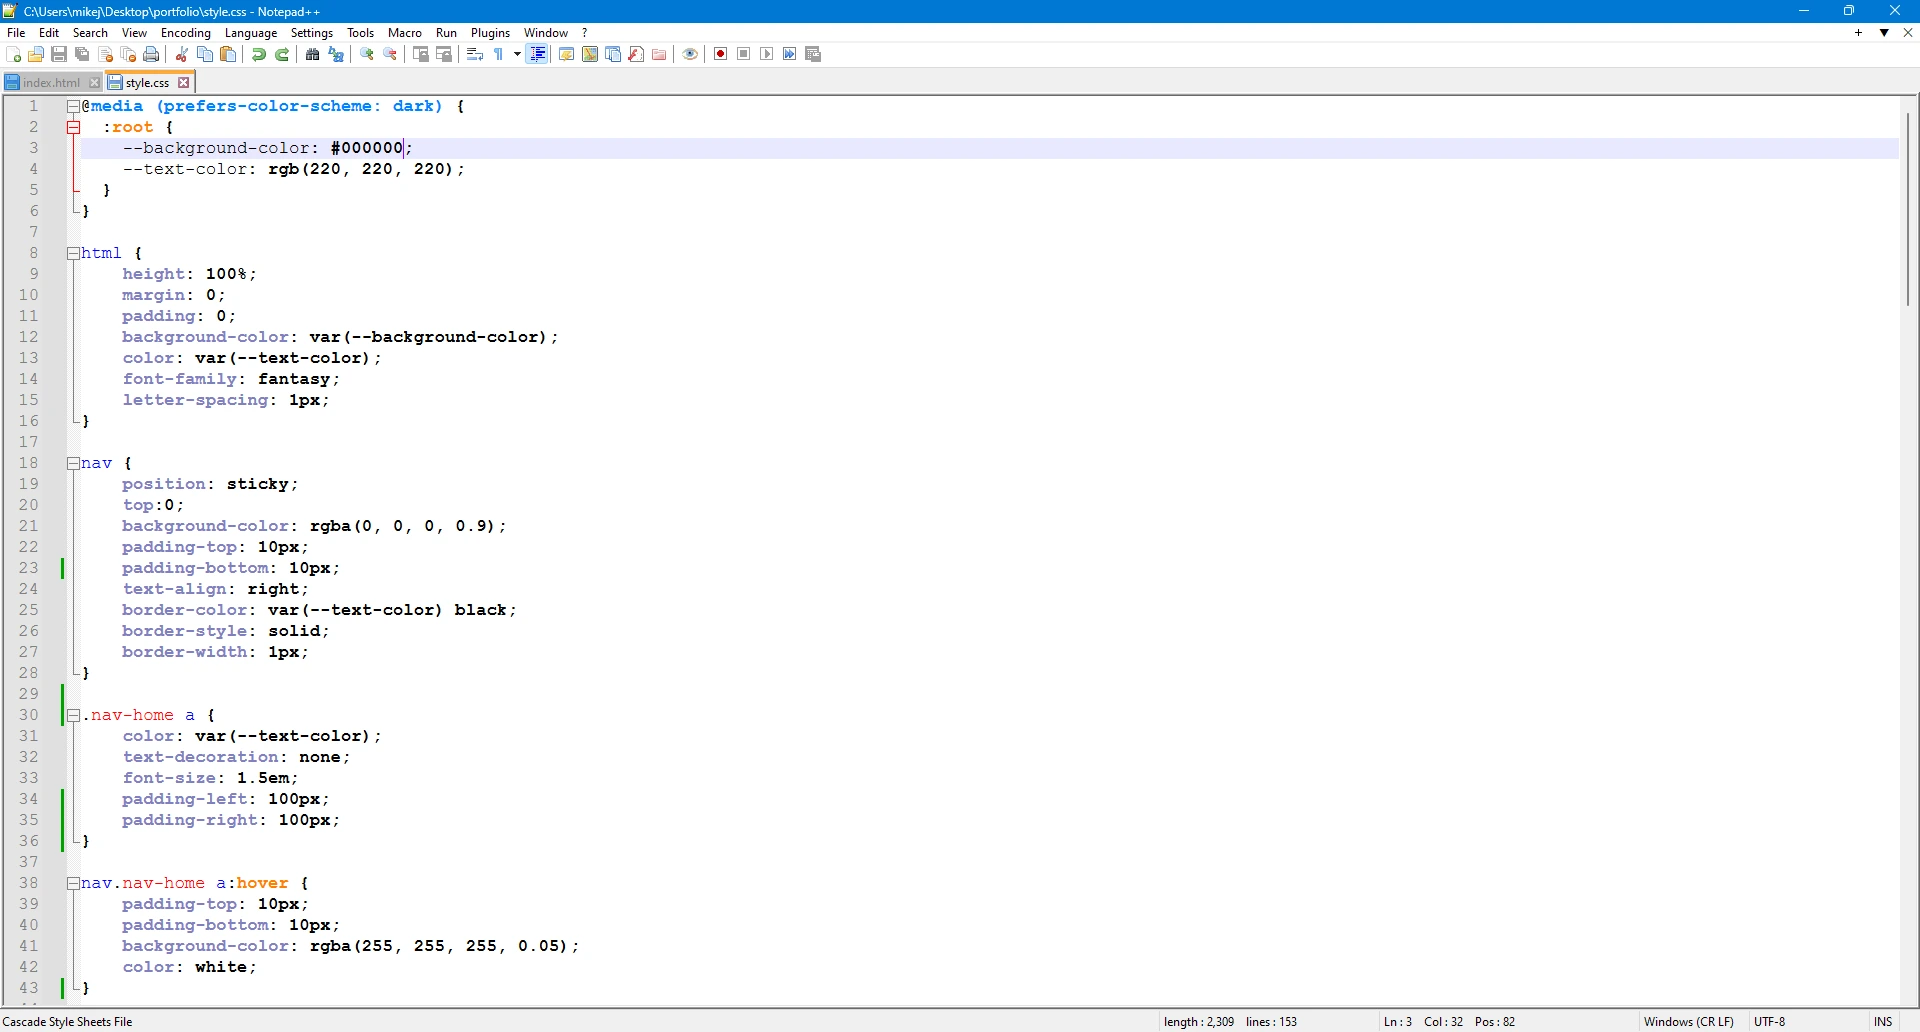 C:\Users\mikej\Desktop\portfolio\style.css - Notepad++
File Edit Search View Encoding Language Settings Tools Macro Run Plugins Window ?
index.html style.css
1 @media (prefers-color-scheme: dark) {
2 :root {
3 --background-color: #000000;
4 --text-color: rgb(220, 220, 220);
5 }
6 }
7
8 html {
9 height: 100%;
10 margin: 0;
11 padding: 0;
12 background-color: var(--background-color);
13 color: var(--text-color);
14 font-family: fantasy;
15 letter-spacing: 1px;
16 }
17
18 nav {
19 position: sticky;
20 top:0;
21 background-color: rgba(0, 0, 0, 0.9);
22 padding-top: 10px;
23 padding-bottom: 10px;
24 text-align: right;
25 border-color: var(--text-color) black;
26 border-style: solid;
27 border-width: 1px;
28 }
29
30 .nav-home a {
31 color: var(--text-color);
32 text-decoration: none;
33 font-size: 1.5em;
34 padding-left: 100px;
35 padding-right: 100px;
36 }
37
38 nav.nav-home a:hover {
39 padding-top: 10px;
40 padding-bottom: 10px;
41 background-color: rgba(255, 255, 255, 0.05);
42 color: white;
43 }
Cascade Style Sheets File length : 2,309 lines : 153 Ln : 3 Col : 32 Pos : 82 Windows (CR LF) UTF-8 INS